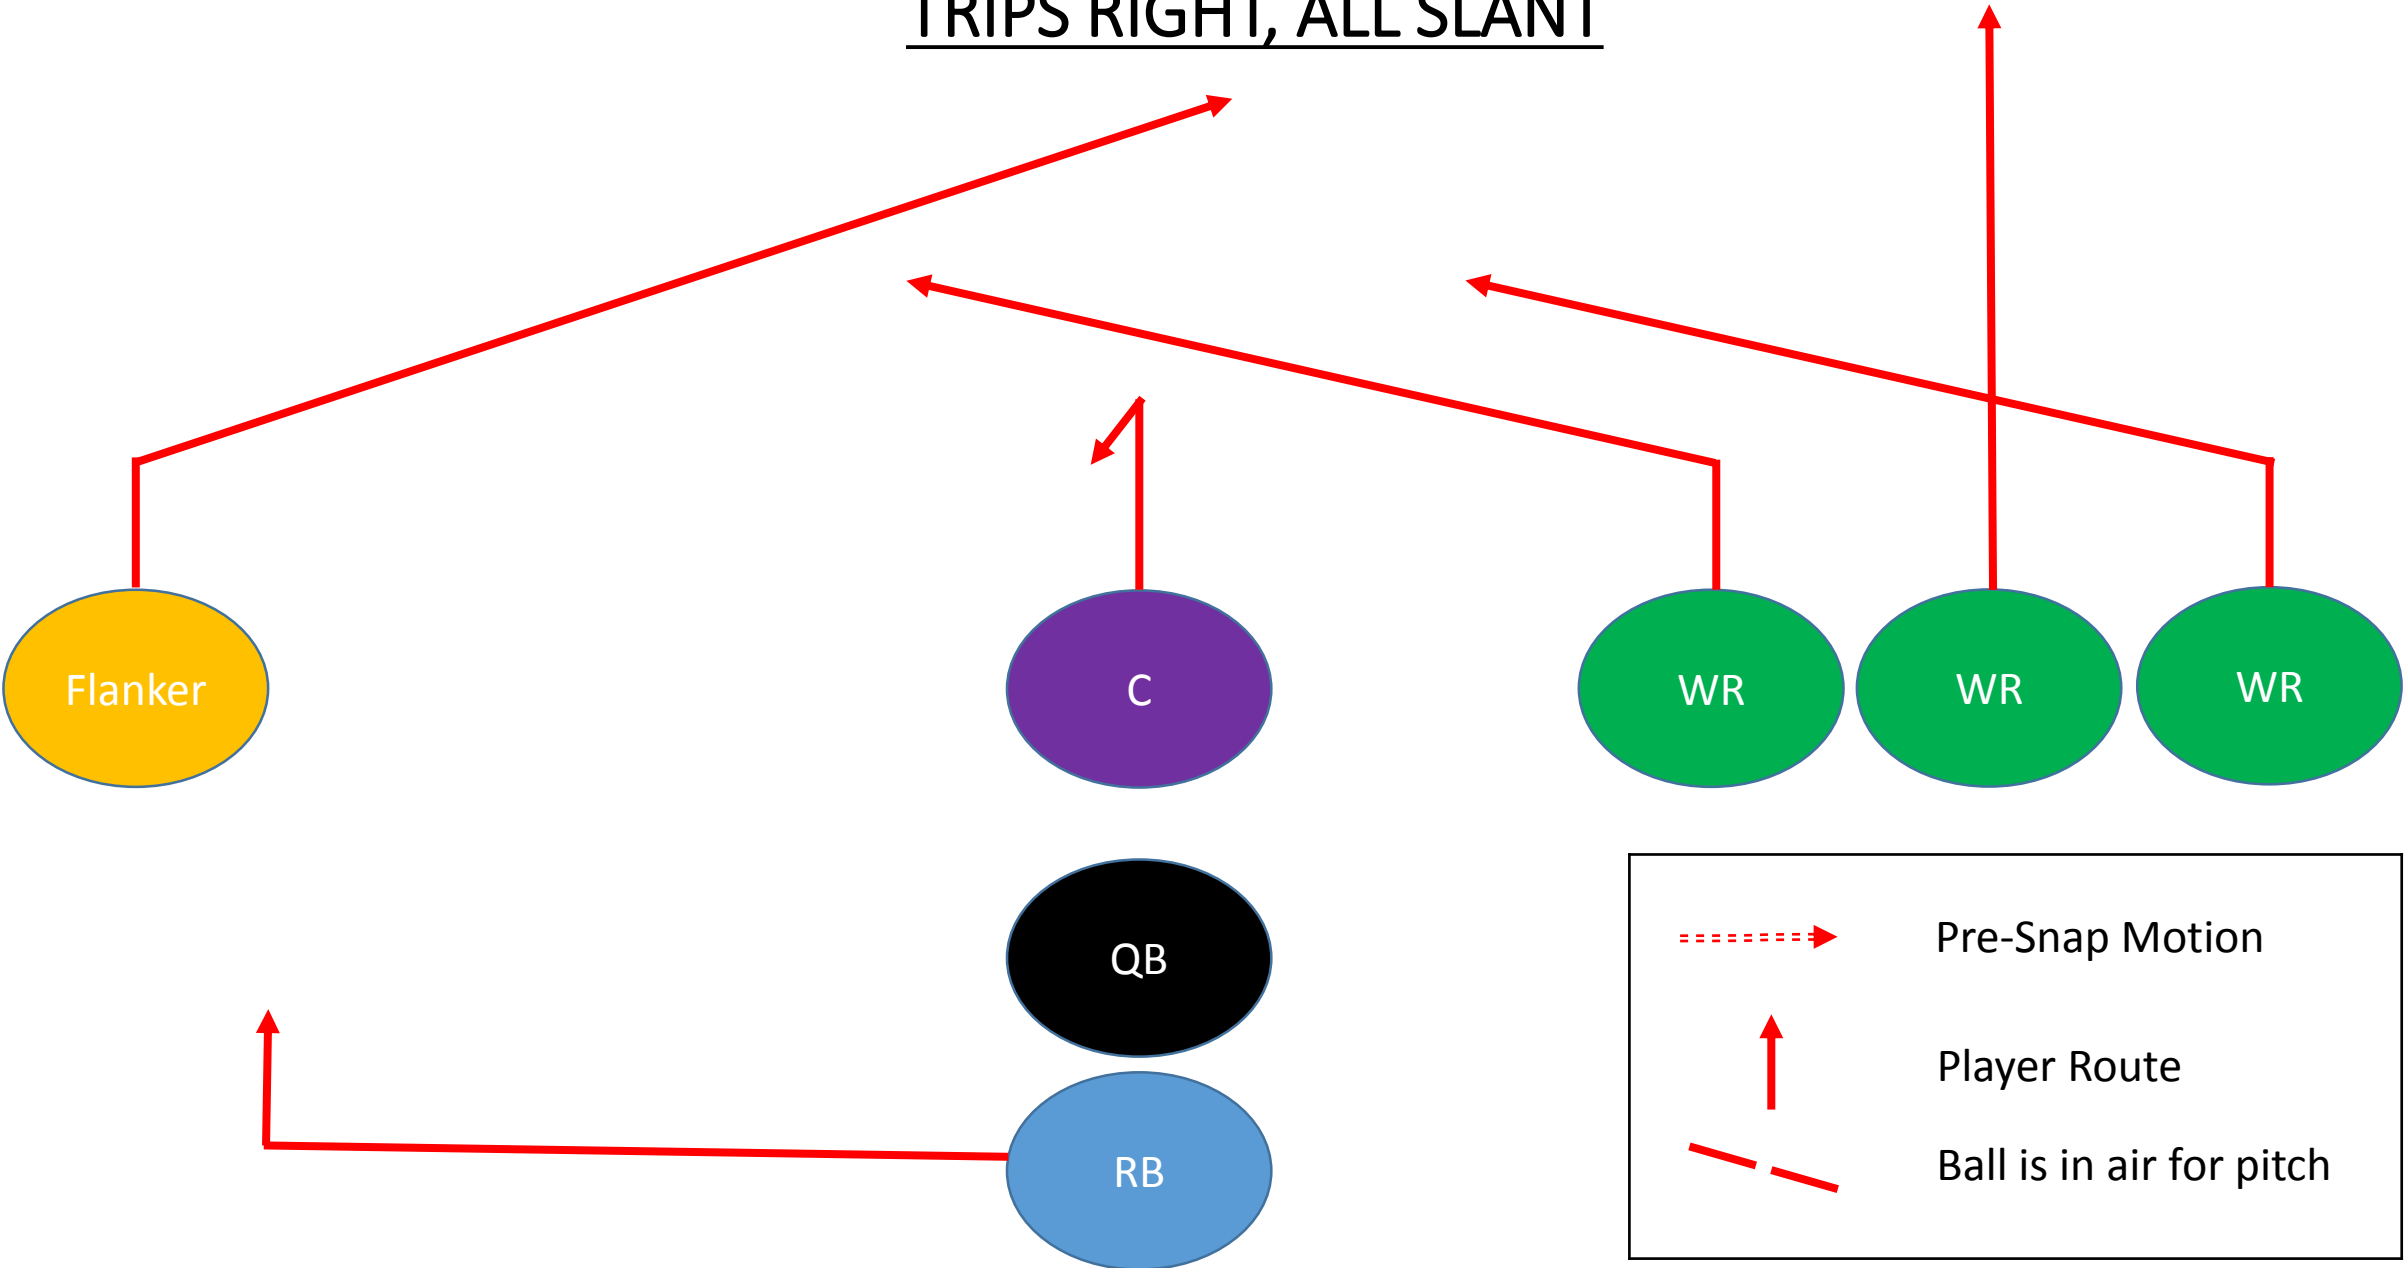 TRIPS RIGHT, ALL SLANT
Flanker
C
WR
WR
WR
QB
RB
Pre-Snap Motion
Player Route
Ball is in air for pitch